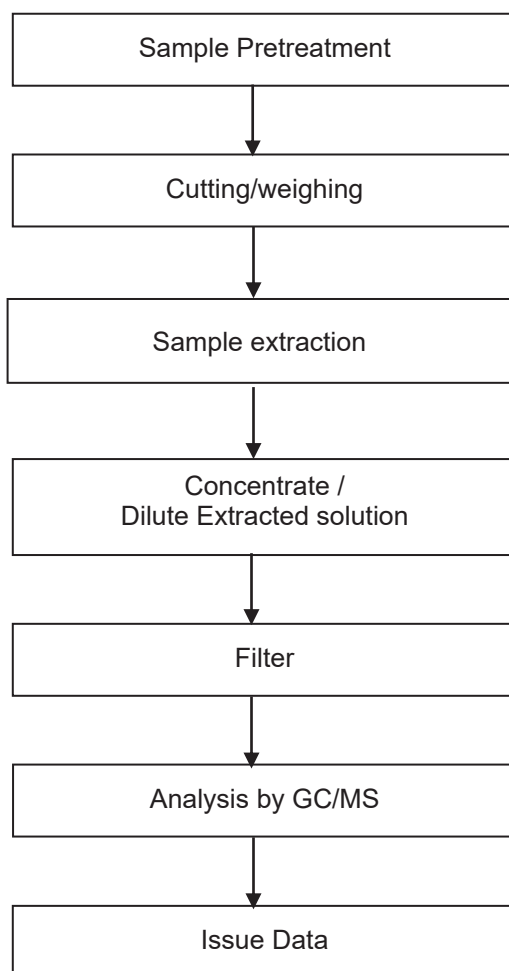 Sample Pretreatment
Cutting/weighing
Sample extraction
Concentrate /
Dilute Extracted solution
Filter
Analysis by GC/MS
Issue Data